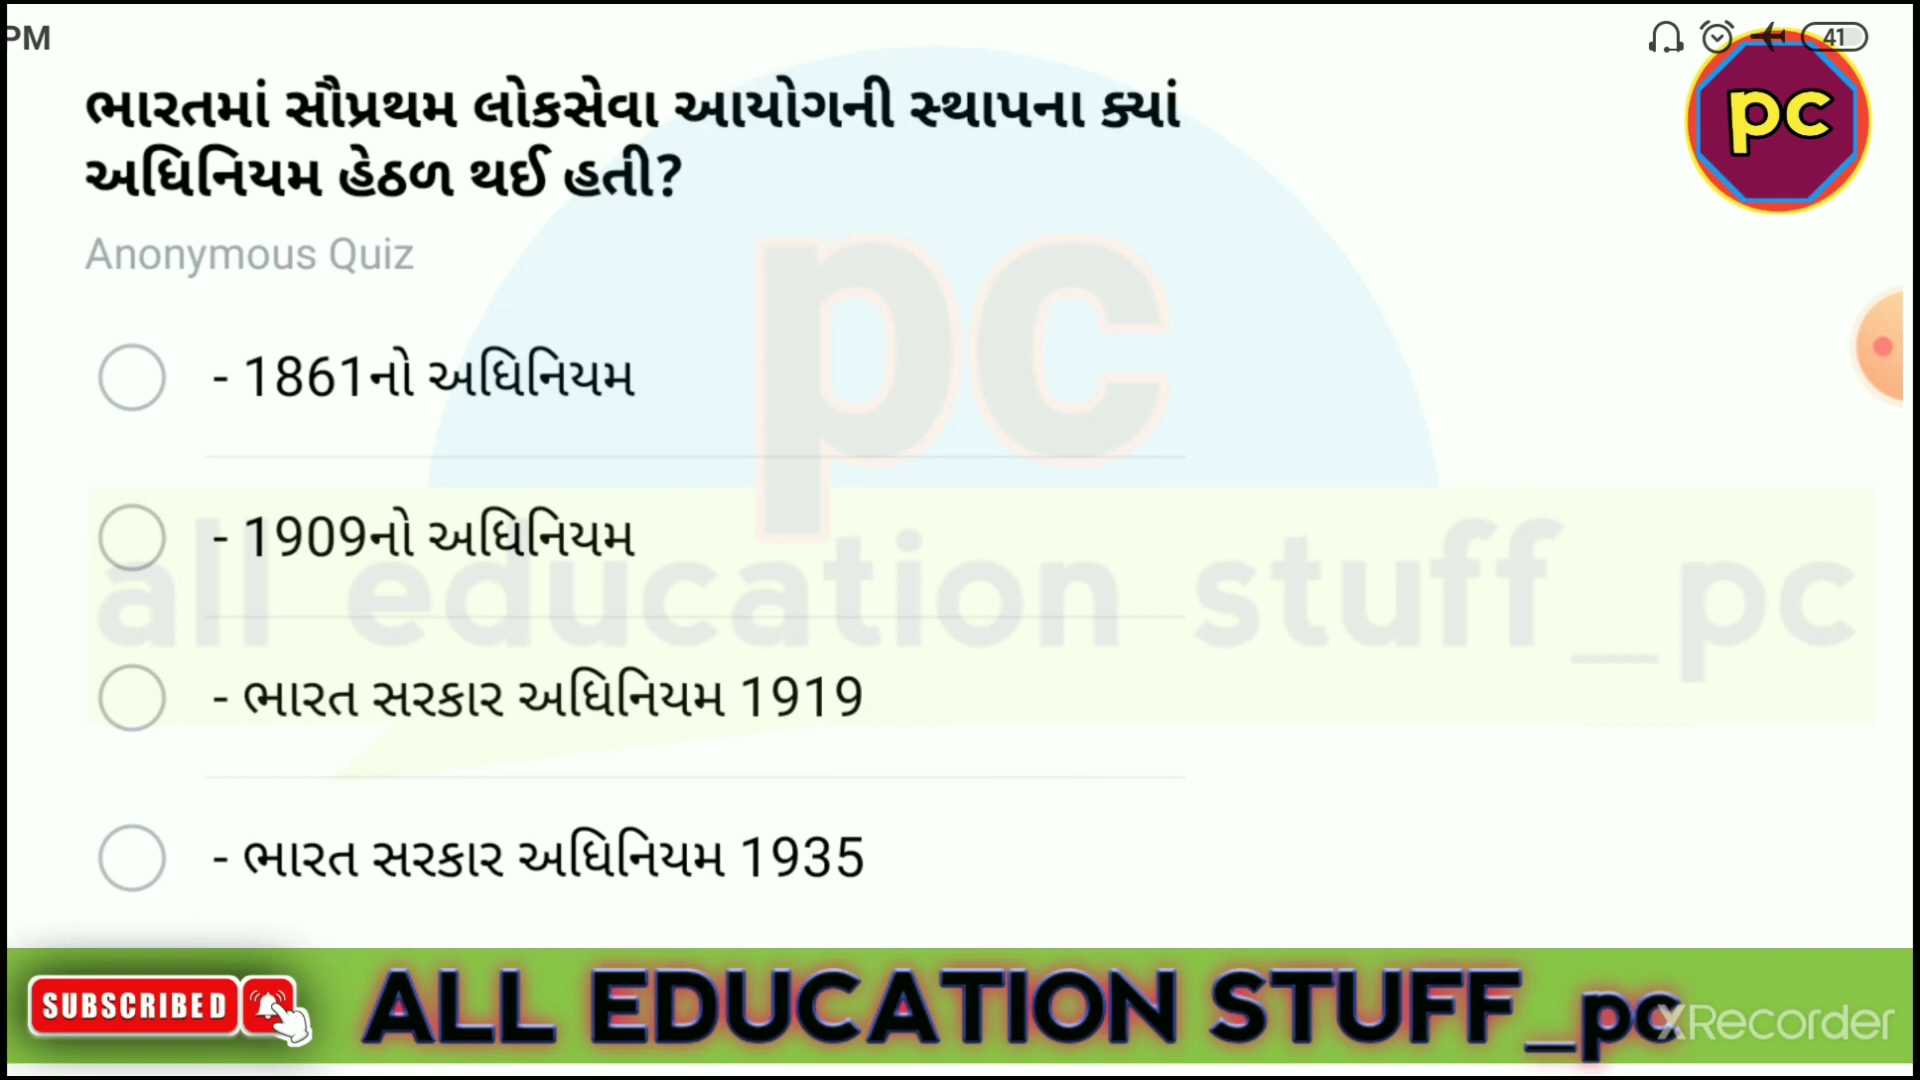 PM
41
pc
ભારતમાં સૌપ્રથમ લોકસેવા આયોગની સ્થાપના ક્યાં
અધિનિયમ હેઠળ થઈ હતી?
Anonymous Quiz
pc
- 1861નો અધિનિયમ
- 1909નો અધિનિયમ
all education stuff_pc
- ભારત સરકાર અધિનિયમ 1919
- ભારત સરકાર અધિનિયમ 1935
SUBSCRIBED
ALL EDUCATION STUFF_pc
XRecorder